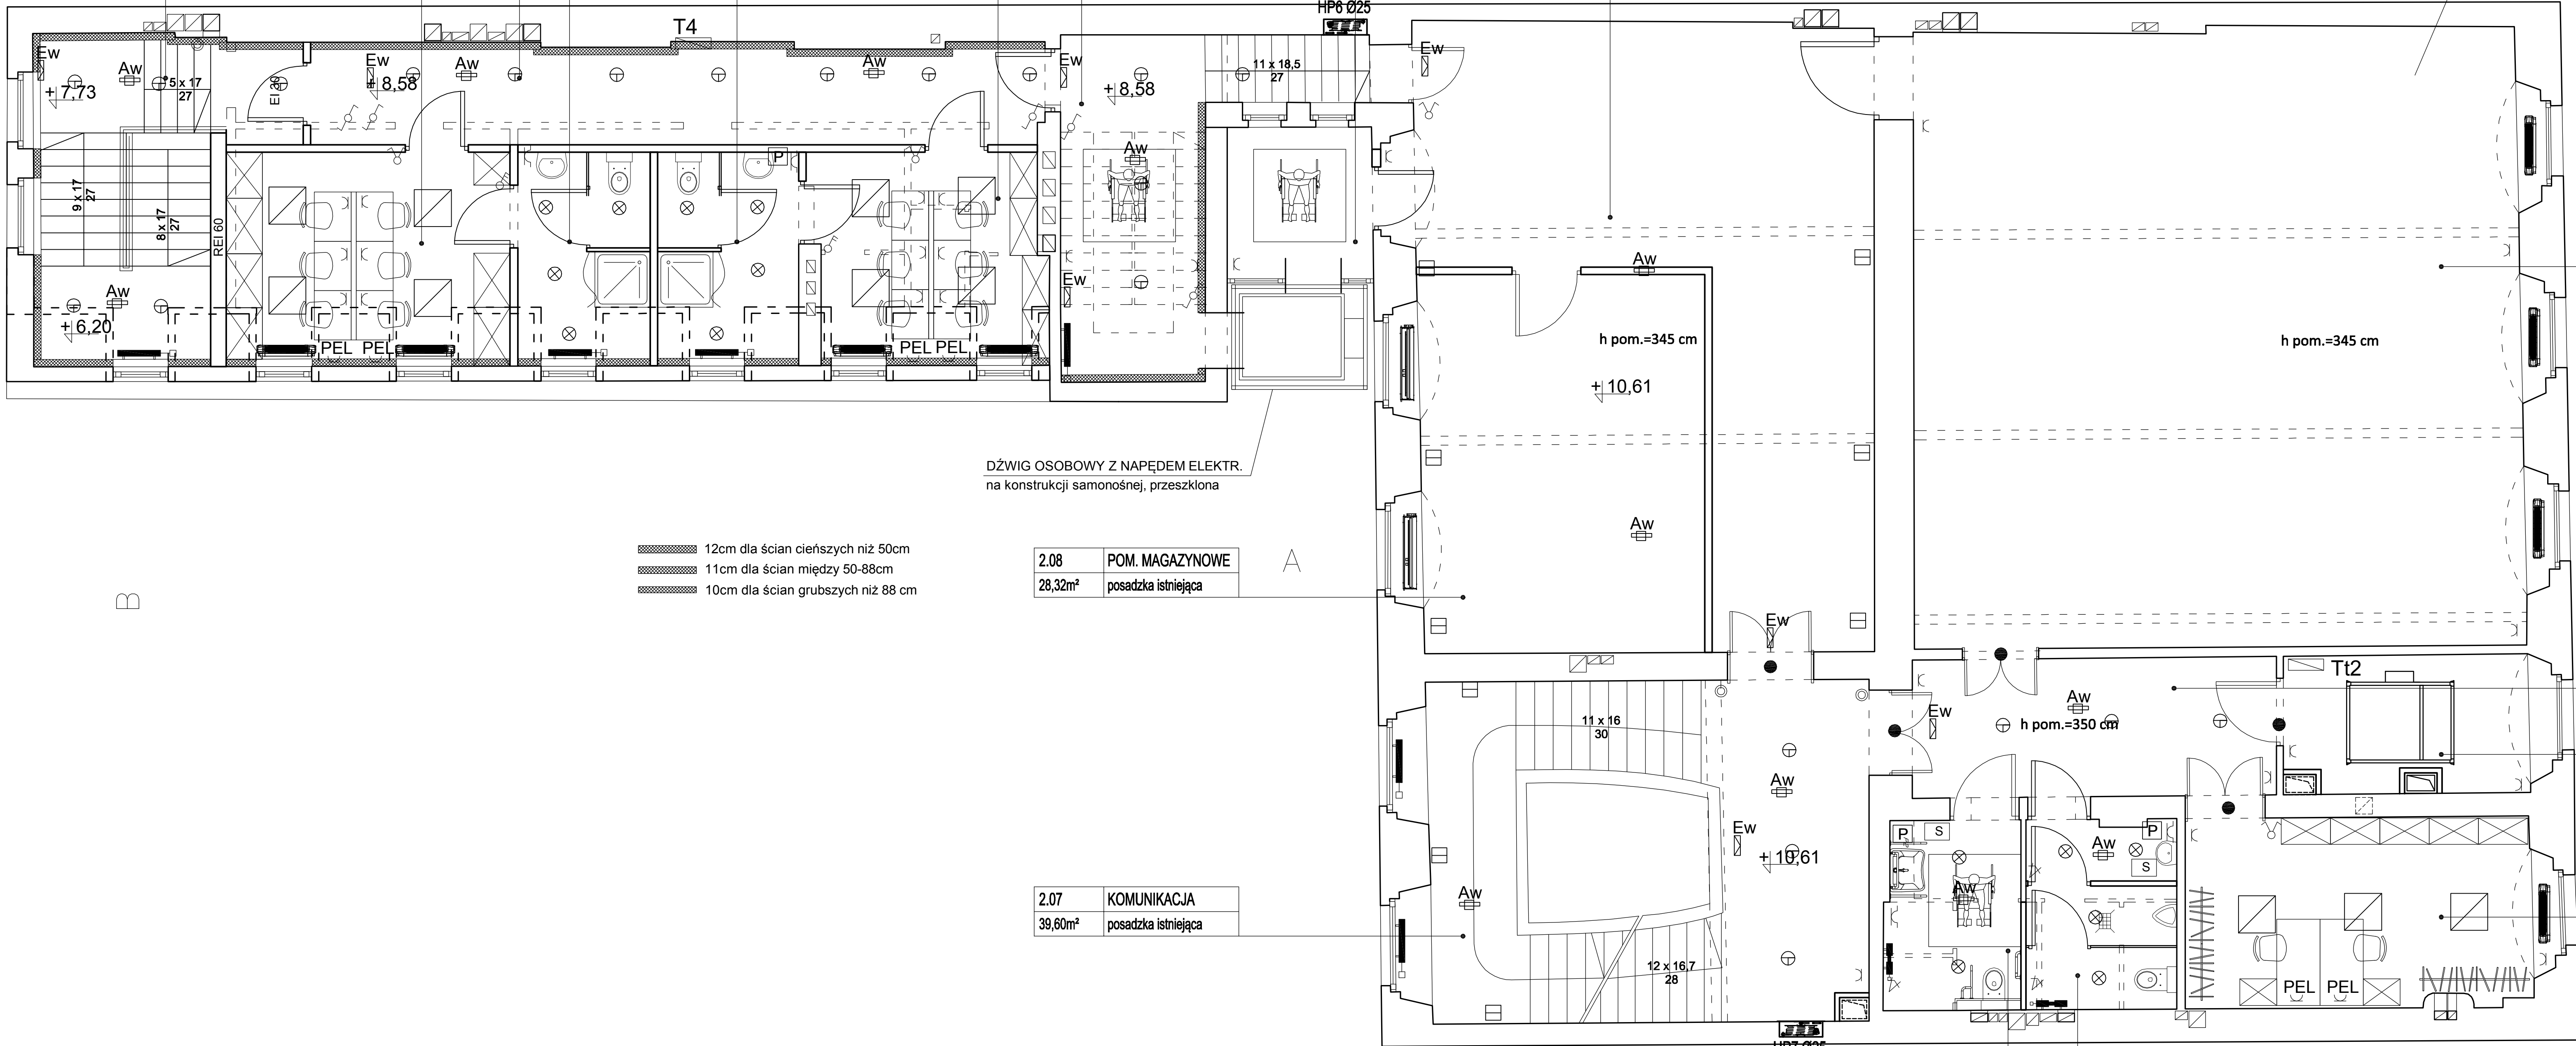 HP6 Ø25
T4
Ew
Aw
+ 7,73
5 x 17
27
EI 30
Ew
+ 8,58
Aw
Aw
Ew
+ 8,58
11 x 18,5
27
Ew
9 x 17
27
8 x 17
27
REI 60
P
Aw
Aw
+ 6,20
PEL PEL
PEL PEL
Ew
Aw
h pom.=345 cm
h pom.=345 cm
+ 10,61
DŹWIG OSOBOWY Z NAPĘDEM ELEKTR.
na konstrukcji samonośnej, przeszklona
12cm dla ścian cieńszych niż 50cm
11cm dla ścian między 50-88cm
10cm dla ścian grubszych niż 88 cm
2.08 POM. MAGAZYNOWE
28,32m² posadzka istniejąca
A
B
Aw
Ew
Tt2
Aw
Ew
h pom.=350 cm
11 x 16
30
Aw
Ew
+ 10,61
P
S
P
S
Aw
Aw
2.07 KOMUNIKACJA
39,60m² posadzka istniejąca
Aw
12 x 16,7
28
PEL PEL
HP7 Ø25